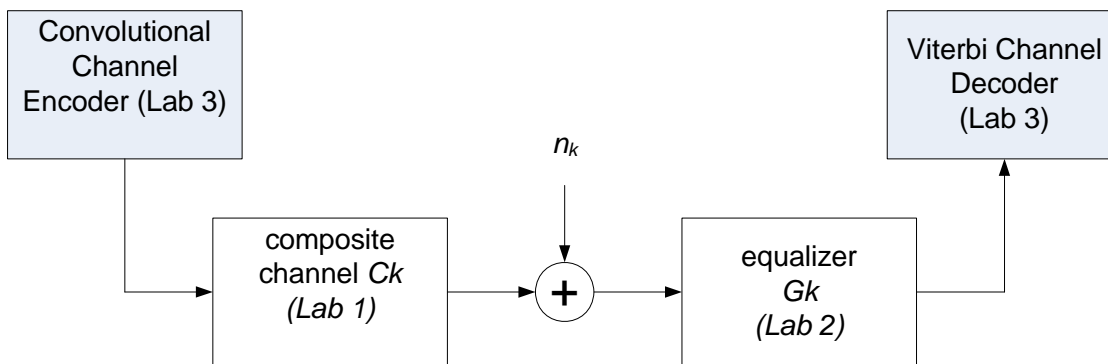 Convolutional
Channel
Encoder (Lab 3)
Viterbi Channel
Decoder
(Lab 3)
nk
composite
channel Ck
(Lab 1)
+
equalizer
Gk
(Lab 2)